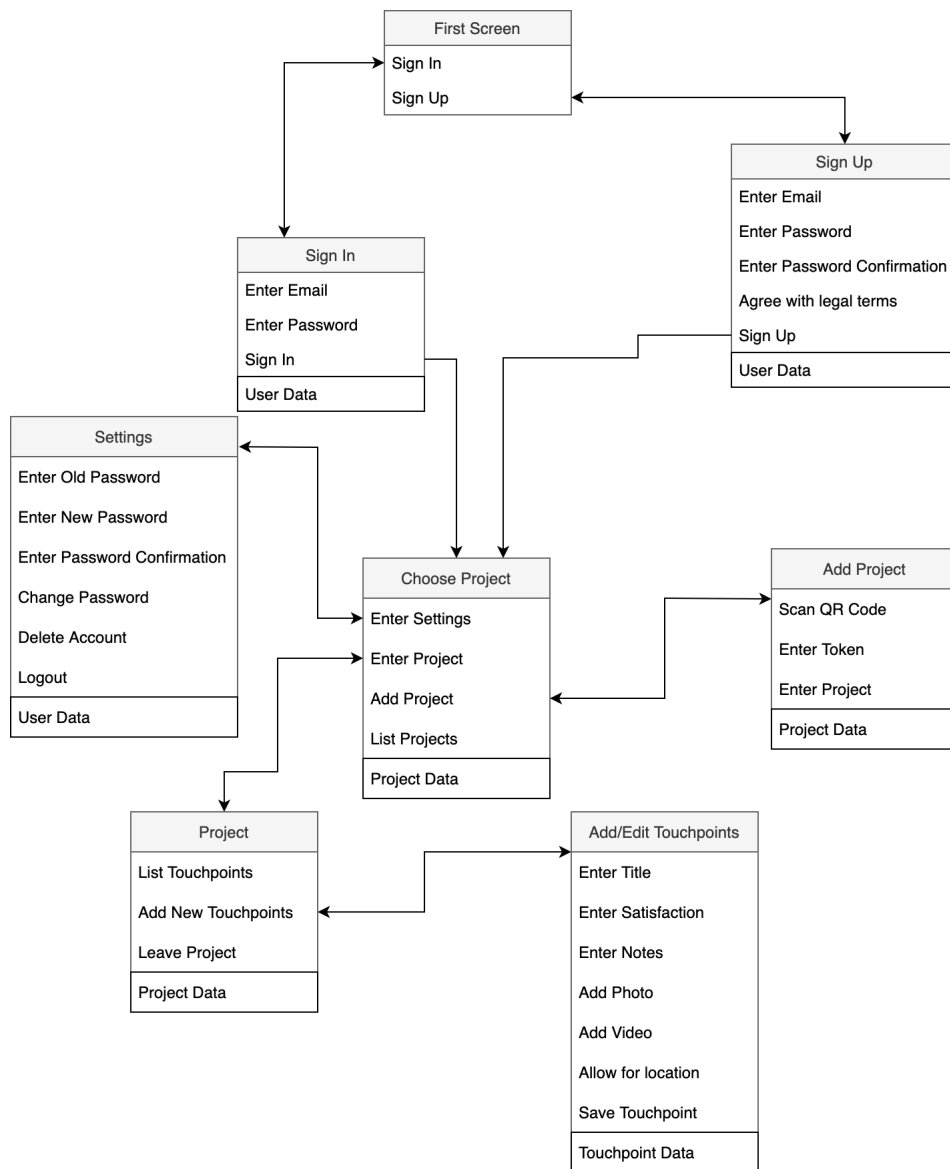 First Screen
Sign In
Sign Up
Sign Up
Enter Email
Enter Password
Enter Password Confirmation
Agree with legal terms
Sign Up
User Data
Sign In
Enter Email
Enter Password
Sign In
User Data
Settings
Enter Old Password
Enter New Password
Enter Password Confirmation
Change Password
Delete Account
Logout
User Data
Choose Project
Enter Settings
Enter Project
Add Project
List Projects
Project Data
Add Project
Scan QR Code
Enter Token
Enter Project
Project Data
Project
List Touchpoints
Add New Touchpoints
Leave Project
Project Data
Add/Edit Touchpoints
Enter Title
Enter Satisfaction
Enter Notes
Add Photo
Add Video
Allow for location
Save Touchpoint
Touchpoint Data